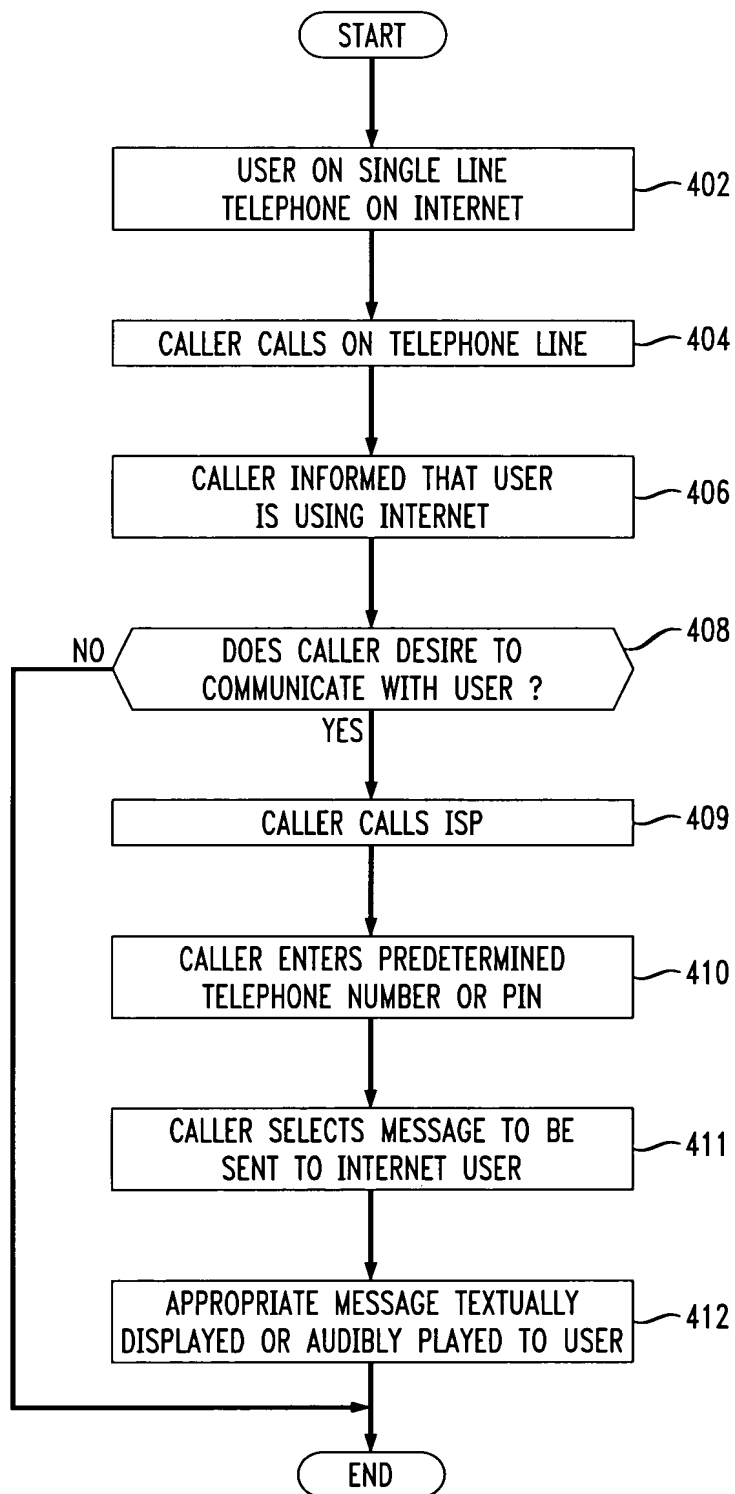 START
USER ON SINGLE LINE
TELEPHONE ON INTERNET
402
CALLER CALLS ON TELEPHONE LINE
404
CALLER INFORMED THAT USER
IS USING INTERNET
406
DOES CALLER DESIRE TO
COMMUNICATE WITH USER ?
408
NO
YES
CALLER CALLS ISP
409
CALLER ENTERS PREDETERMINED
TELEPHONE NUMBER OR PIN
410
CALLER SELECTS MESSAGE TO BE
SENT TO INTERNET USER
411
APPROPRIATE MESSAGE TEXTUALLY
DISPLAYED OR AUDIBLY PLAYED TO USER
412
END